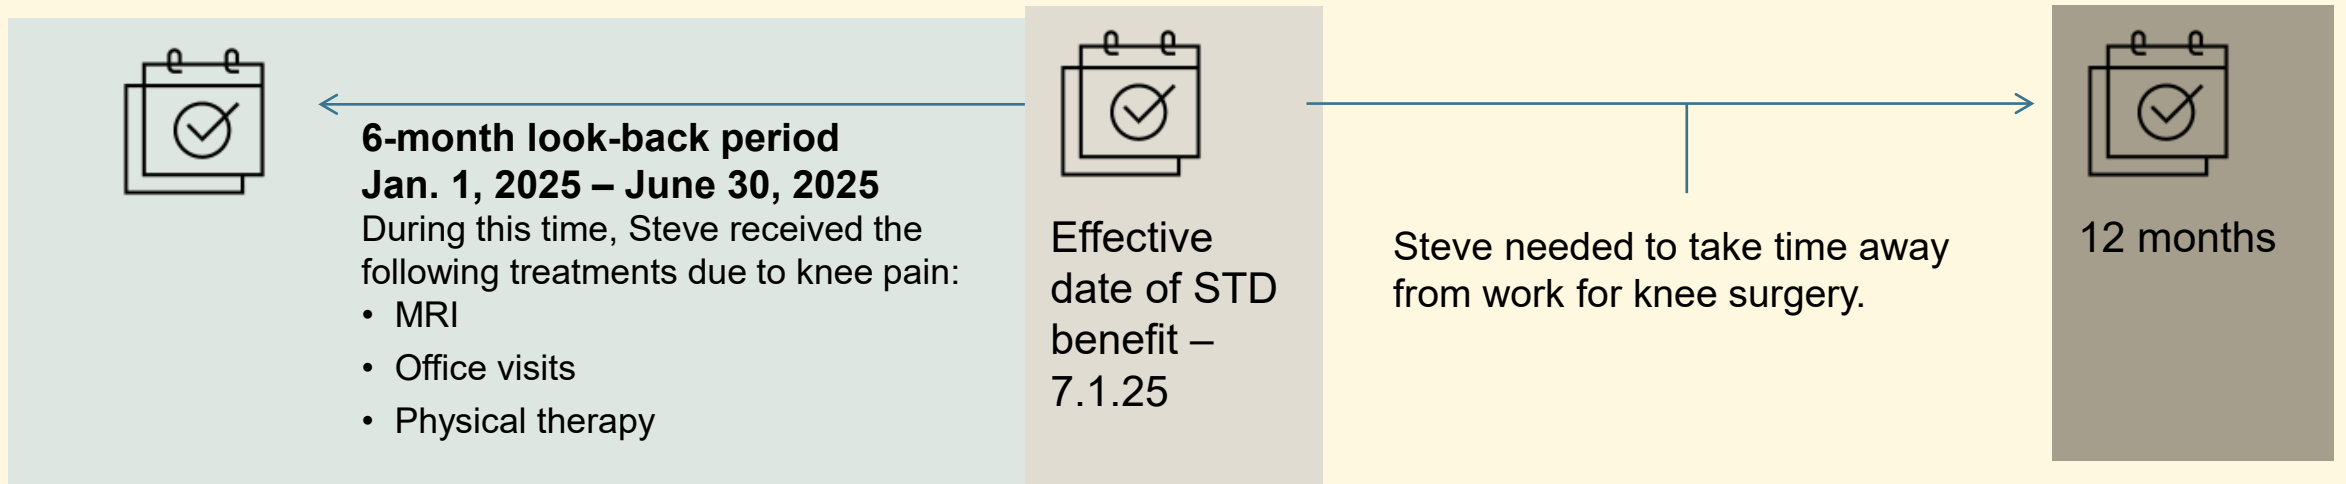 6-month look-back period
Jan. 1, 2025 – June 30, 2025
During this time, Steve received the
following treatments due to knee pain:
• MRI
• Office visits
• Physical therapy
Effective
date of STD
benefit –
7.1.25
Steve needed to take time away
from work for knee surgery.
12 months